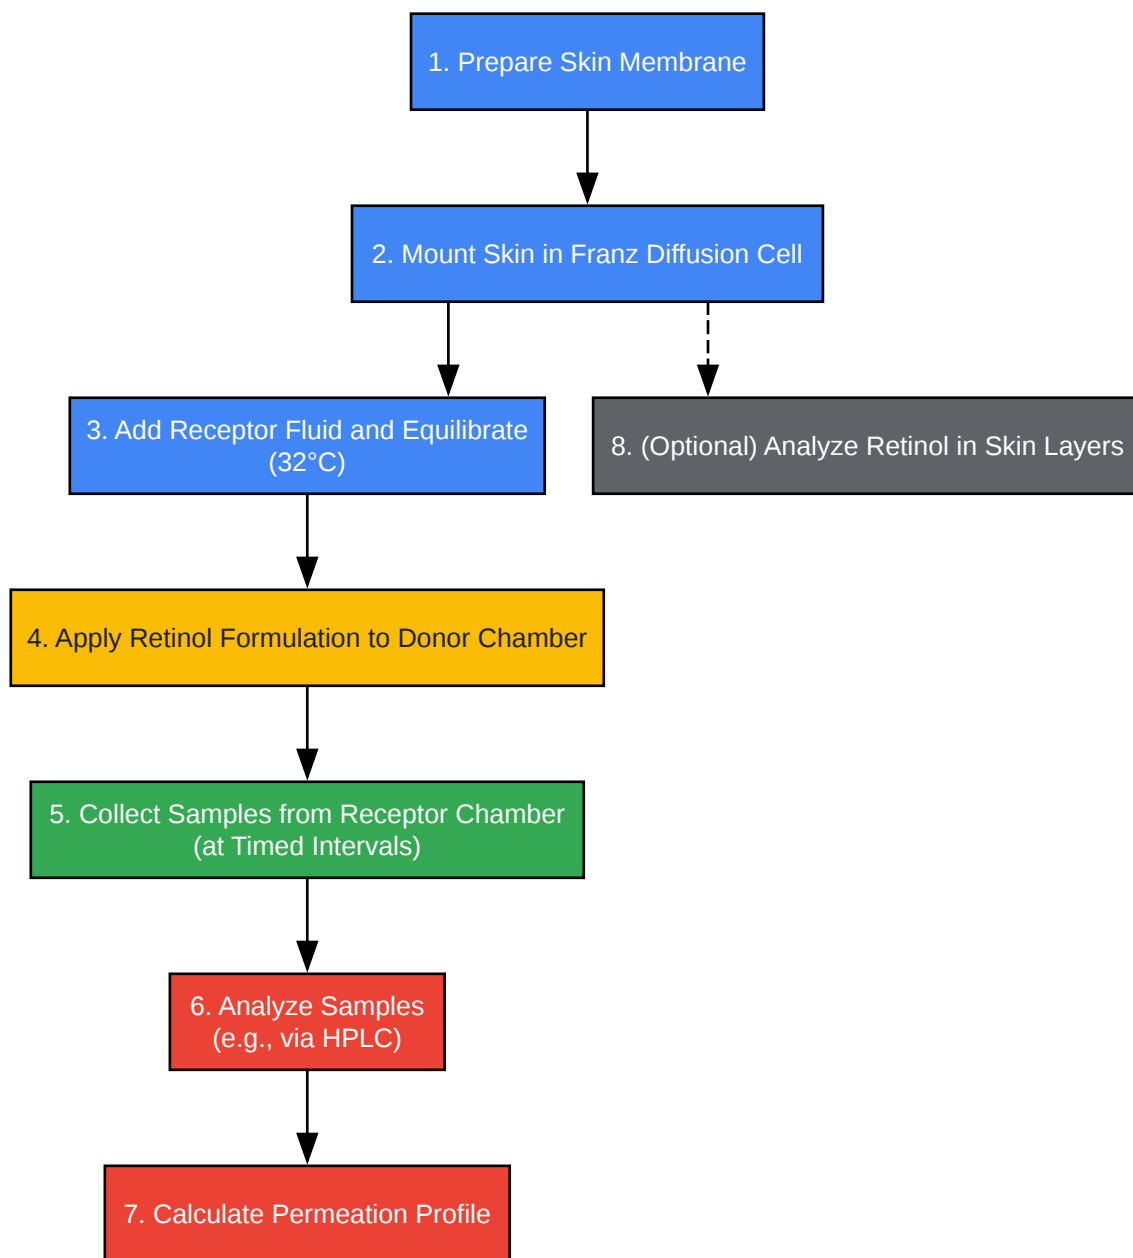 1. Prepare Skin Membrane
2. Mount Skin in Franz Diffusion Cell
3. Add Receptor Fluid and Equilibrate
(32°C)
8. (Optional) Analyze Retinol in Skin Layers
4. Apply Retinol Formulation to Donor Chamber
5. Collect Samples from Receptor Chamber
(at Timed Intervals)
6. Analyze Samples
(e.g., via HPLC)
7. Calculate Permeation Profile